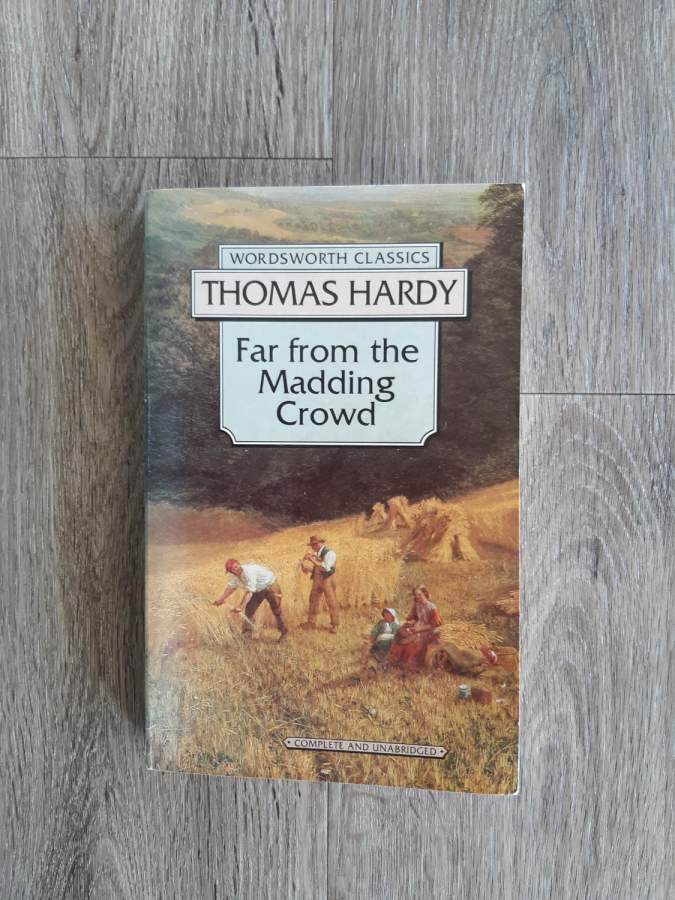 WORDSWORTH CLASSICS
THOMAS HARDY
Far from the
Madding
Crowd
• COMPLETE AND UNABRIDGED •